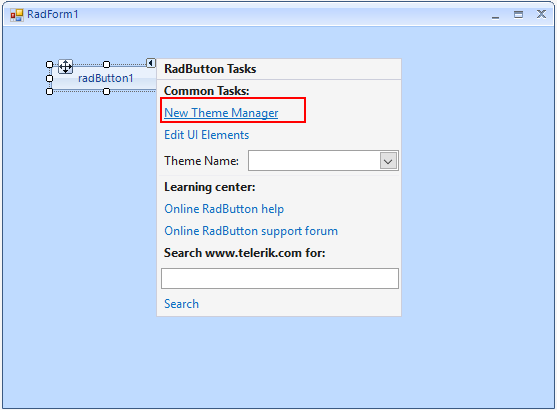 RadForm1
radButton1
RadButton Tasks
Common Tasks:
New Theme Manager
Edit UI Elements
Theme Name:
Learning center:
Online RadButton help
Online RadButton support forum
Search www.telerik.com for:
Search